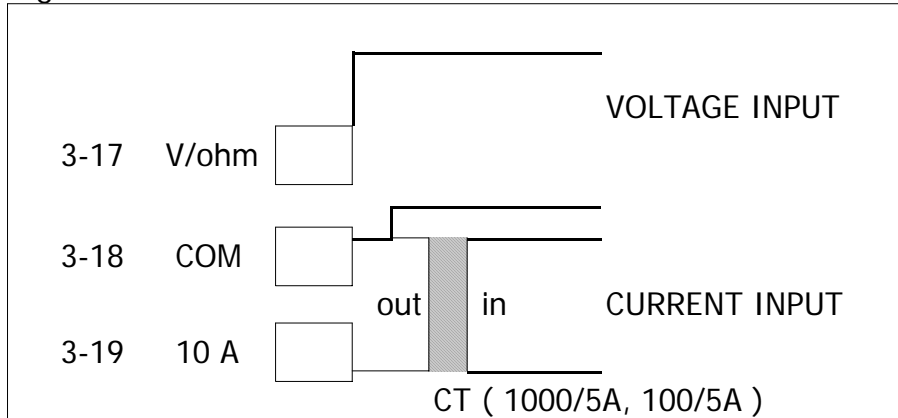 VOLTAGE INPUT
3-17 V/ohm
3-18 COM
out in CURRENT INPUT
3-19 10 A
CT ( 1000/5A, 100/5A )